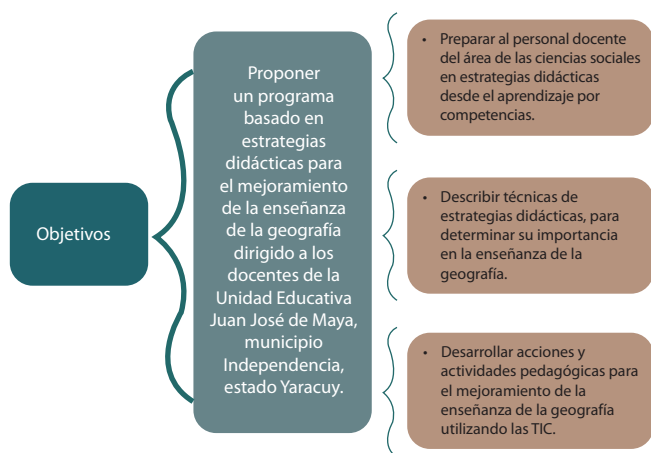 Objetivos
Proponer
un programa
basado en
estrategias
didácticas para
el mejoramiento
de la enseñanza
de la geografía
dirigido a los
docentes de la
Unidad Educativa
Juan José de Maya,
municipio
Independencia,
estado Yaracuy.
• Preparar al personal docente
del área de las ciencias sociales
en estrategias didácticas
desde el aprendizaje por
competencias.
• Describir técnicas de
estrategias didácticas, para
determinar su importancia
en la enseñanza de la
geografía.
• Desarrollar acciones y
actividades pedagógicas para
el mejoramiento de la
enseñanza de la geografía
utilizando las TIC.